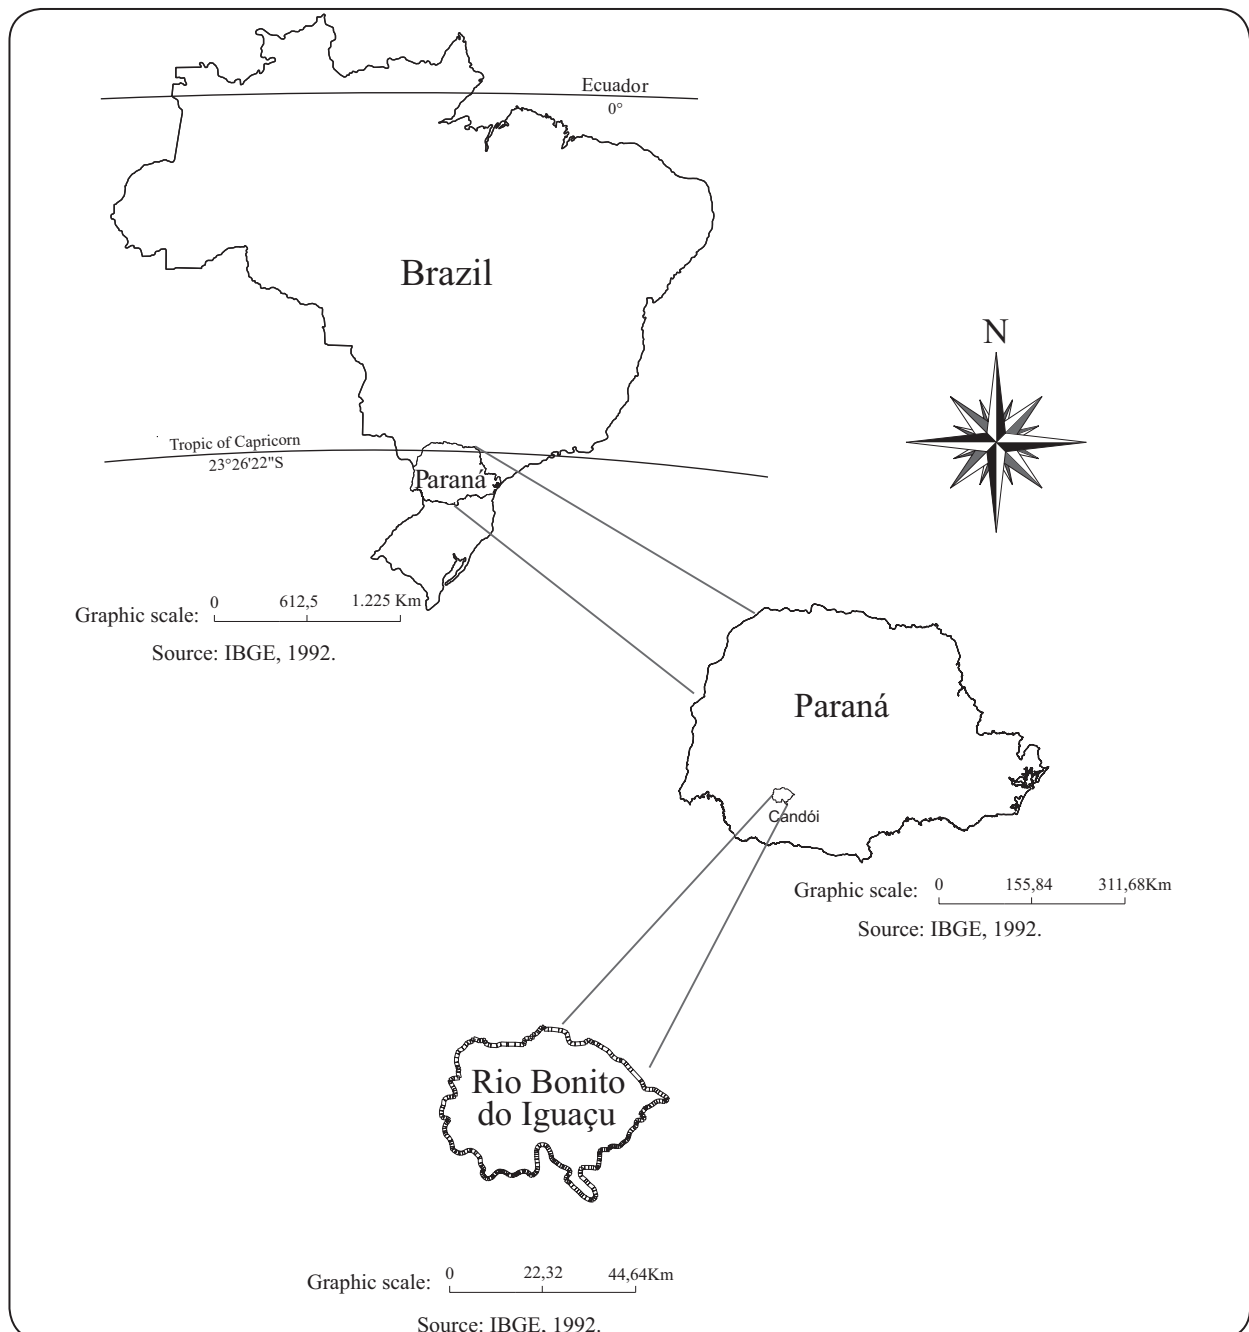 Ecuador
0°
Brazil
N
Tropic of Capricorn
23°26'22"S
Paraná
Graphic scale: 0 612,5 1.225 Km
Source: IBGE, 1992.
Paraná
Candói
Graphic scale: 0 155,84 311,68Km
Source: IBGE, 1992.
Rio Bonito
do Iguaçu
Graphic scale: 0 22,32 44,64Km
Source: IBGE, 1992.